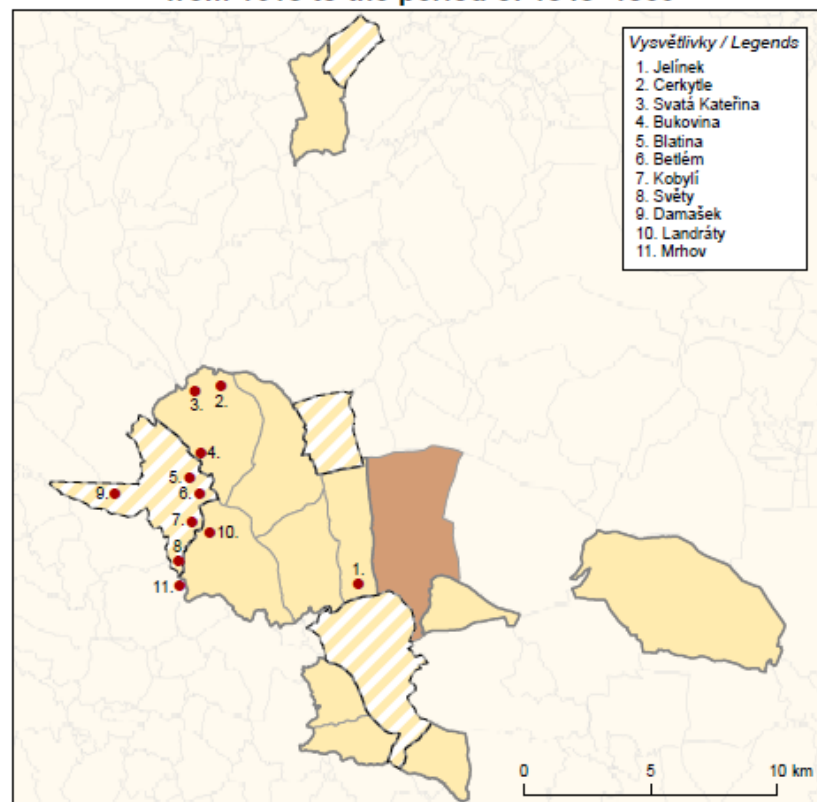 Vysvětlivky / Legends
1. Jelínek
2. Cerkytle
3. Svatá Kateřina
4. Bukovina
5. Blatina
6. Betlém
7. Kobylí
8. Světy
9. Damašek
10. Landráty
11. Mrhov
3.
2.
4.
5.
9.
6.
7.
10.
8.
1.
11.
0 5 10 km